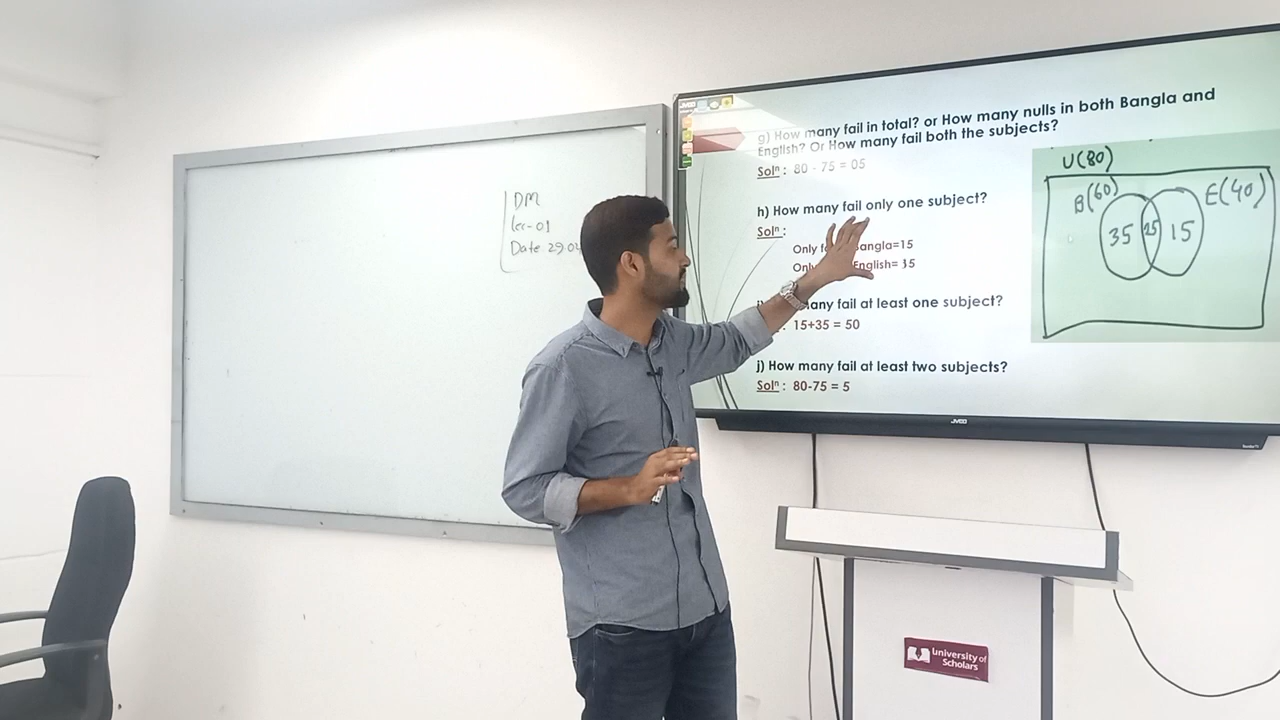 DM
lec-01
Date 29.02
JVCO
g) How many fail in total? or How many nulls in both Bangla and
English? Or How many fail both the subjects?
Solⁿ : 80 - 75 = 05
h) How many fail only one subject?
Solⁿ :
Only angla=15
Only English= 35
any fail at least one subject?
: 15+35 = 50
j) How many fail at least two subjects?
Solⁿ : 80-75 = 5
U(80)
B(60) E(40)
35 25 15
JVCO
University of
Scholars